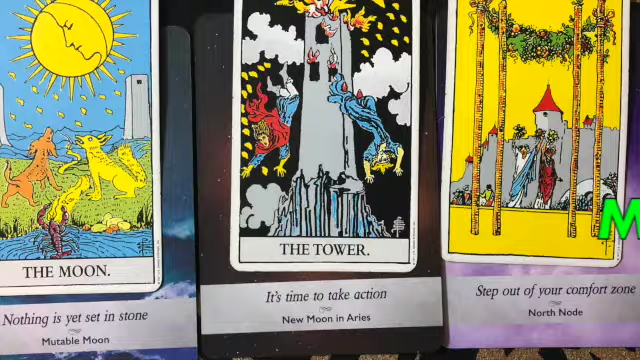 THE MOON.
Nothing is yet set in stone
Mutable Moon
THE TOWER.
It's time to take action
New Moon in Aries
Step out of your comfort zone
North Node
M